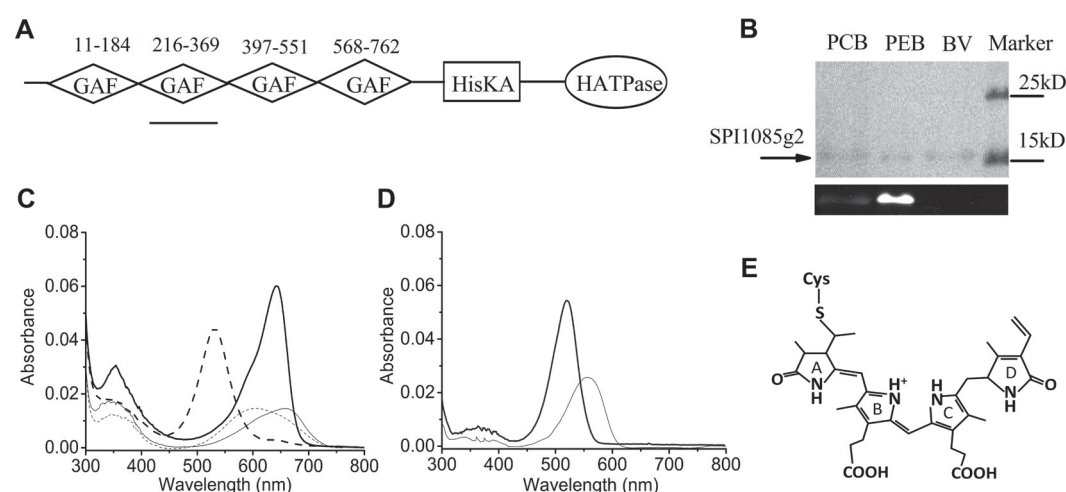 A
11-184 216-369 397-551 568-762
GAF GAF GAF GAF HisKA HATPase
B
PCB PEB BV Marker
25kD
SPI1085g2
15kD
C
0.08
0.06
0.04
0.02
0.00
Absorbance
300 400 500 600 700 800
Wavelength (nm)
D
0.08
0.06
0.04
0.02
0.00
Absorbance
300 400 500 600 700 800
Wavelength (nm)
E
Cys
S
A
O
NH
H+
N
B
H
N
C
D
N
H
O
COOH
COOH